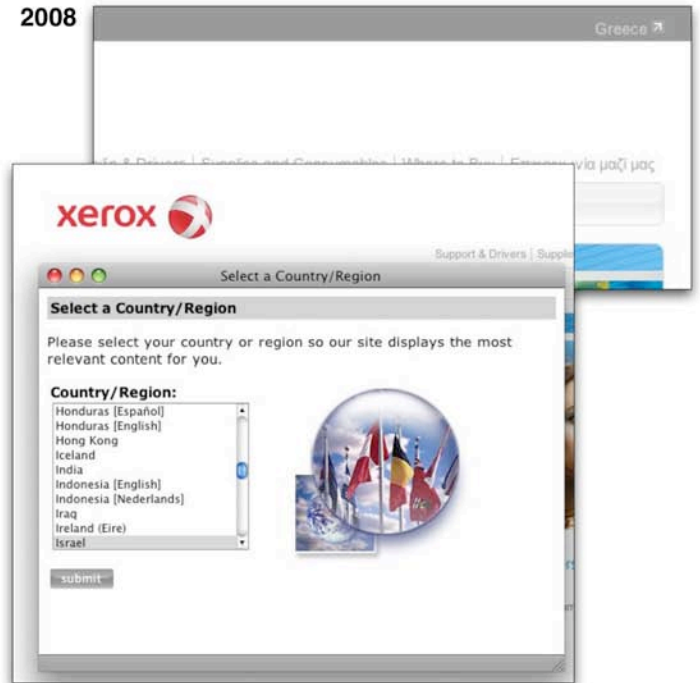 2008
Greece
& Drivers | Supplies and Consumables | Where to Buy | μαζί μας
xerox
Support & Drivers |
Select a Country/Region
Select a Country/Region
Please select your country or region so our site displays the most
relevant content for you.
Country/Region:
Honduras [Español]
Honduras [English]
Hong Kong
Iceland
India
Indonesia [English]
Indonesia [Nederlands]
Iraq
Ireland (Eire)
Israel
submit